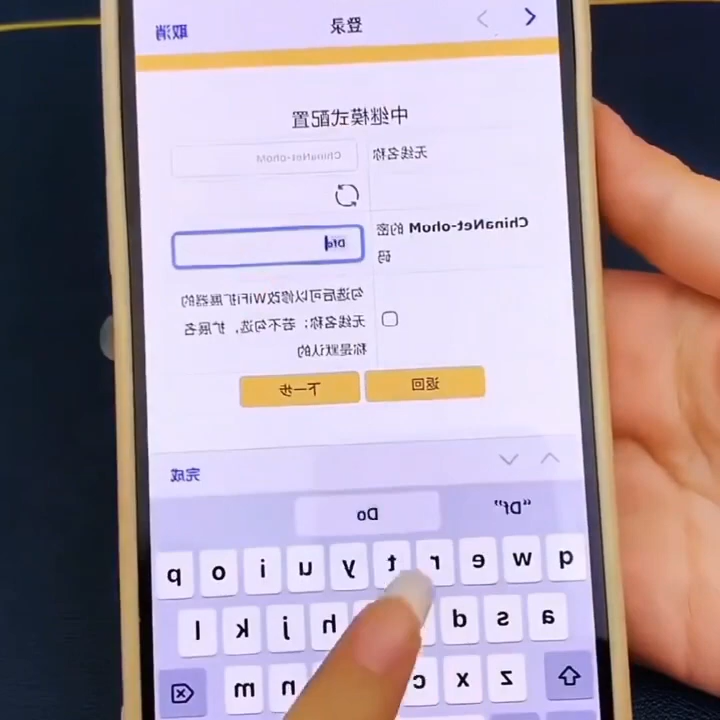 登录 取消
中继模式配置
无线名称 ChinaNet-ohoM
ChinaNet-ohoM 的密
码
勾选后可以修改WiFi扩展器的
无线名称；若不勾选，扩展名
称是默认的
返回 下一步
完成
“Df” Do
q w e r t y u i o p
a s d h j k l
z x c n m